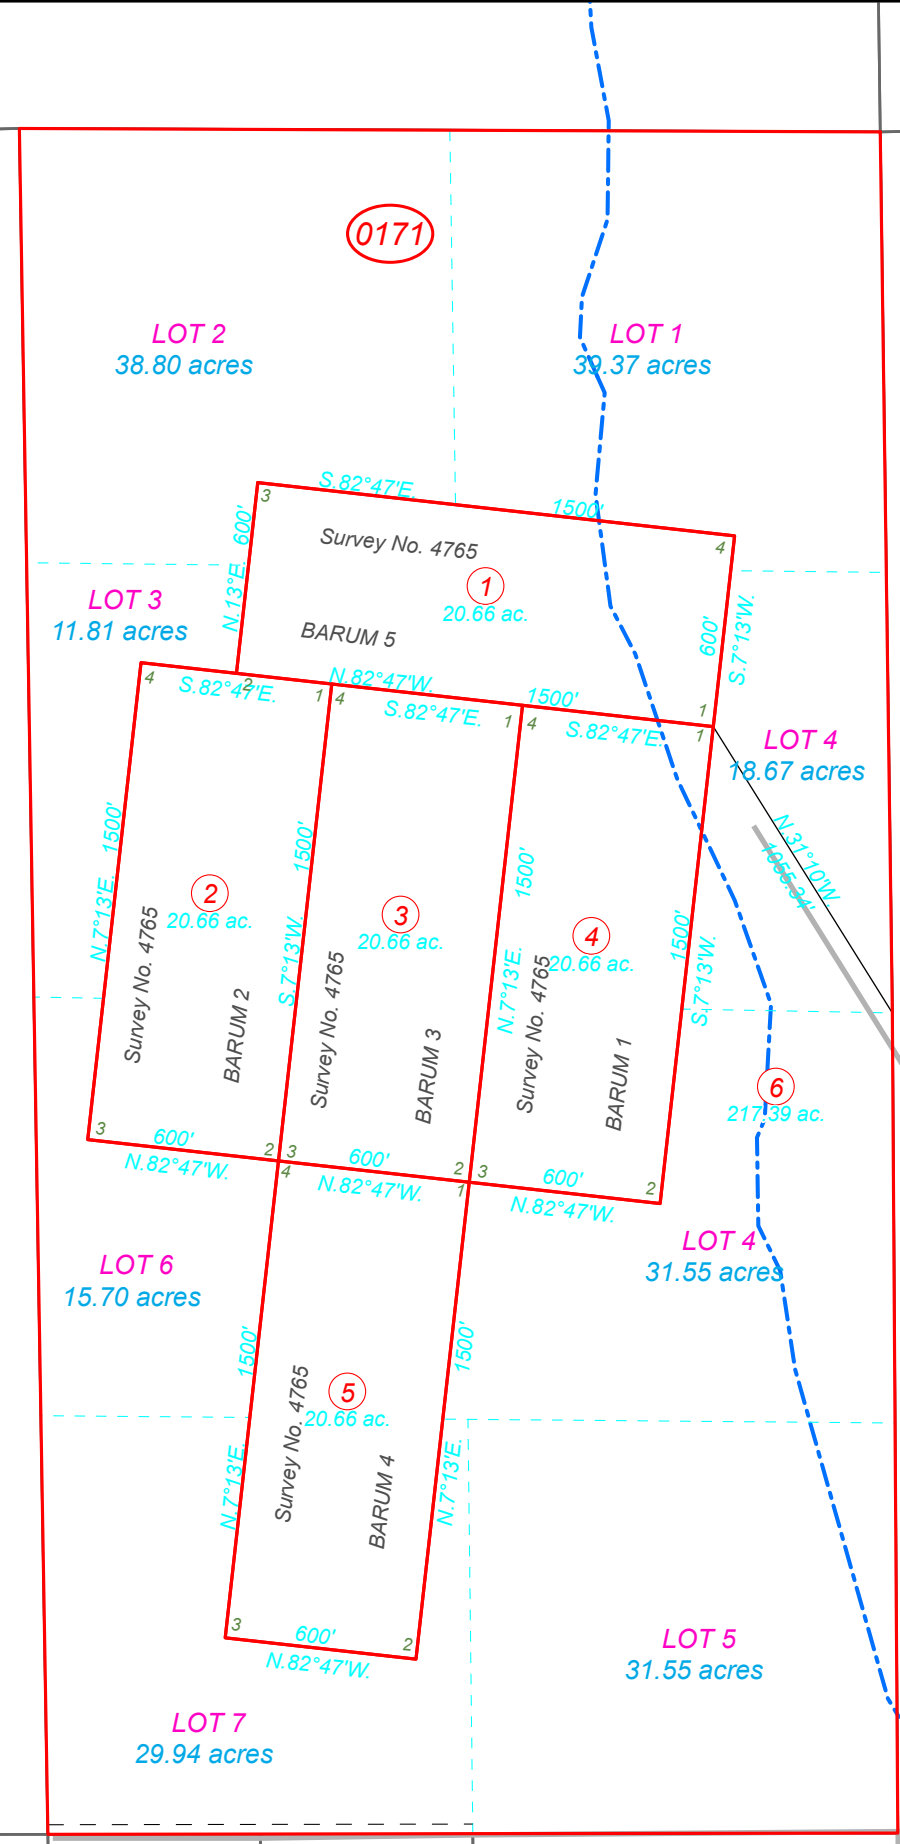 0171
LOT 2
38.80 acres
LOT 1
39.37 acres
S.82°47'E.
1500'
3
4
600'
N.13°E.
Survey No. 4765
1
20.66 ac.
BARUM 5
600'
S.7°13'W.
LOT 3
11.81 acres
2
1
N.82°47'W.
1500'
4
S.82°47'E.
1
4
S.82°47'E.
1
4
S.82°47'E.
1
LOT 4
18.67 acres
N.31°10'W.
1055.34'
1500'
N.7°13'E.
2
20.66 ac.
Survey No. 4765
BARUM 2
1500'
S.7°13'W.
3
20.66 ac.
Survey No. 4765
BARUM 3
1500'
N.7°13'E.
4
20.66 ac.
Survey No. 4765
BARUM 1
1500'
S.7°13'W.
6
217.39 ac.
3
600'
2
N.82°47'W.
3
600'
2
N.82°47'W.
3
600'
2
N.82°47'W.
4
1
LOT 4
31.55 acres
LOT 6
15.70 acres
1500'
N.7°13'E.
5
20.66 ac.
Survey No. 4765
BARUM 4
1500'
N.7°13'E.
3
600'
2
N.82°47'W.
LOT 5
31.55 acres
LOT 7
29.94 acres